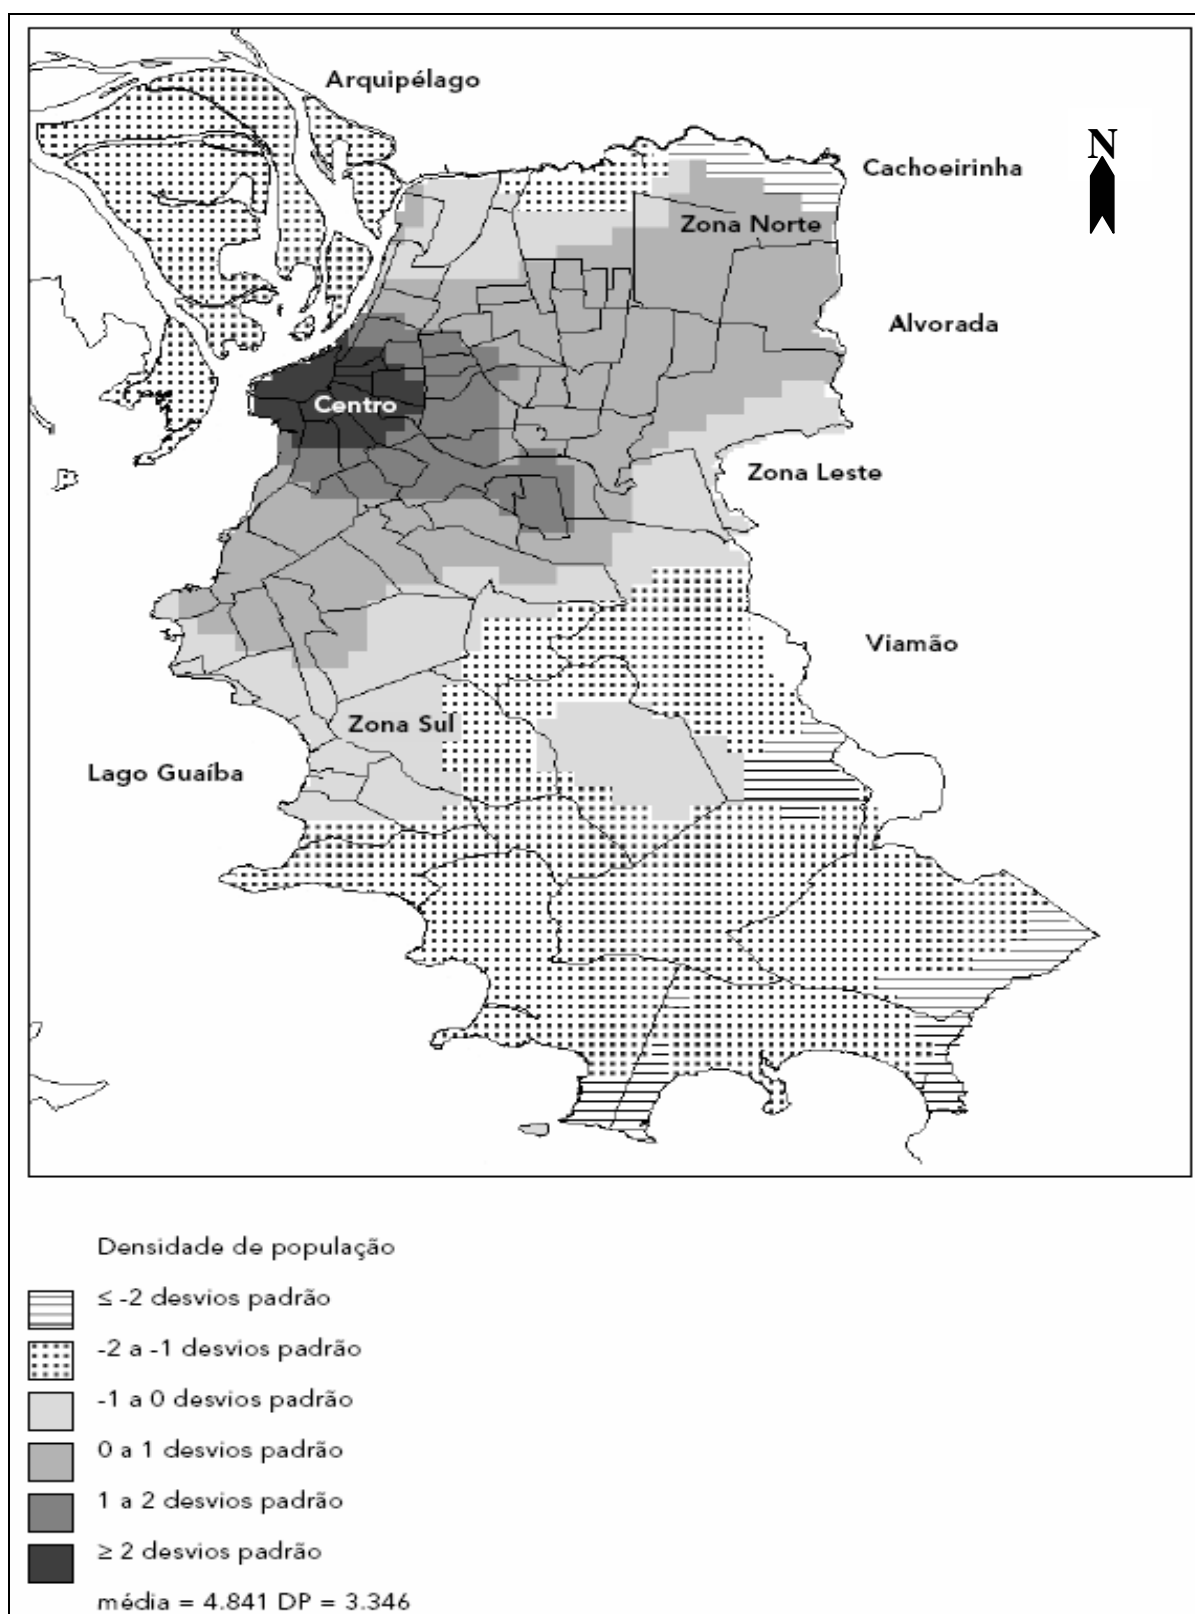 Arquipélago
N
Cachoeirinha
Zona Norte
Alvorada
Centro
Zona Leste
Viamão
Zona Sul
Lago Guaíba
Densidade de população
≤ -2 desvios padrão
-2 a -1 desvios padrão
-1 a 0 desvios padrão
0 a 1 desvios padrão
1 a 2 desvios padrão
≥ 2 desvios padrão
média = 4.841 DP = 3.346